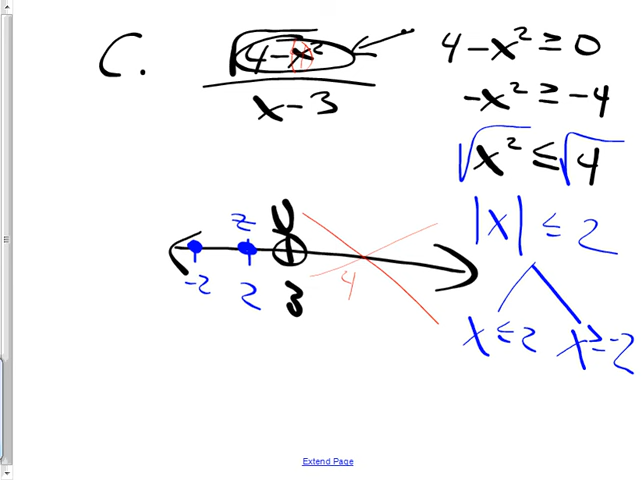 C. √(4-x²)
x-3
4-x² ≥ 0
-x² ≥ -4
√x² ≤ √4
|x| ≤ 2
x ≤ 2 x ≥ -2
z U
-2 2 3 4
Extend Page